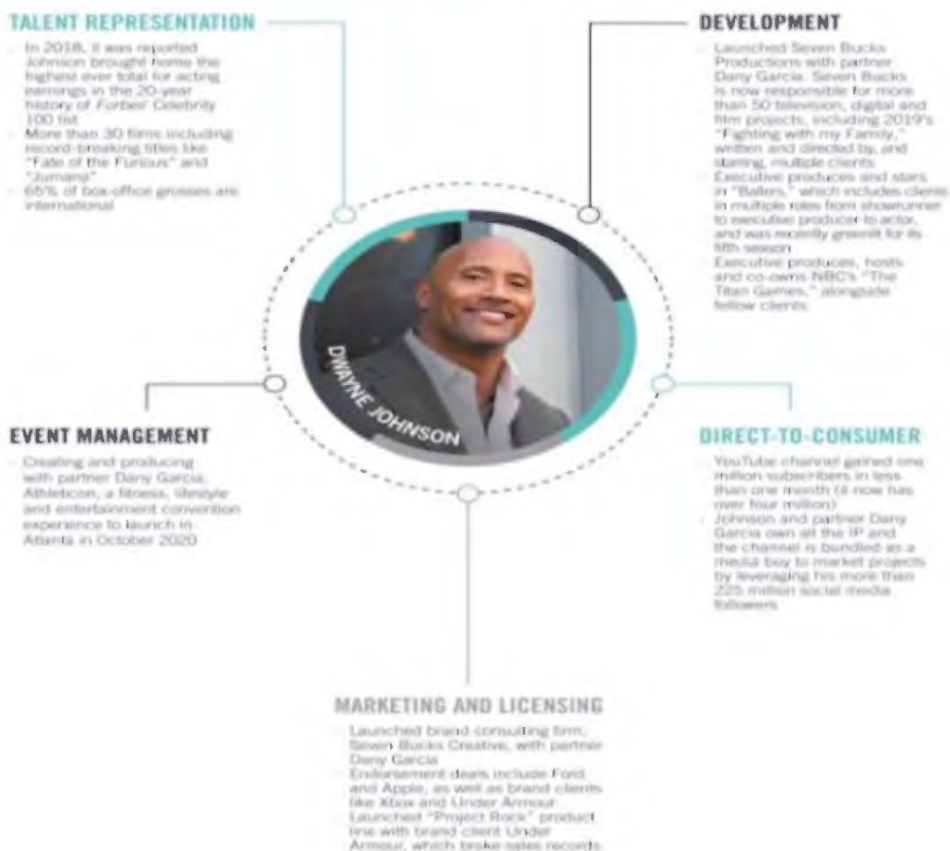 TALENT REPRESENTATION
In 2018, it was reported
Johnson brought home the
highest ever total for acting
earnings in the 20-year
history of Forbes' Celebrity
100 list
More than 30 films including
record-breaking titles like
"Fate of the Furious" and
"Jumanji"
65% of box-office grosses are
international
DEVELOPMENT
Launched Seven Bucks
Productions with partner
Dany Garcia. Seven Bucks
is now responsible for more
than 50 television, digital and
film projects, including 2019's
"Fighting with my Family,"
written and directed by, and
starring, multiple clients
Executive produces and stars
in "Ballers," which includes clients
in multiple roles from showrunner
to executive producer to actor,
and was recently greenlit for its
fifth season
Executive produces, hosts
and co-owns NBC's "The
Titan Games," alongside
fellow clients
DWAYNE JOHNSON
EVENT MANAGEMENT
Creating and producing
with partner Dany Garcia,
Athleticon, a fitness, lifestyle
and entertainment convention
experience to launch in
Atlanta in October 2020
DIRECT-TO-CONSUMER
YouTube channel gained one
million subscribers in less
than one month (it now has
over four million)
Johnson and partner Dany
Garcia own all the IP and
the channel is bundled as a
media buy to market projects
by leveraging his more than
225 million social media
followers
MARKETING AND LICENSING
Launched brand consulting firm,
Seven Bucks Creative, with partner
Dany Garcia
Endorsement deals include Ford
and Apple, as well as brand clients
like Xbox and Under Armour
Launched "Project Rock" product
line with brand client Under
Armour, which broke sales records